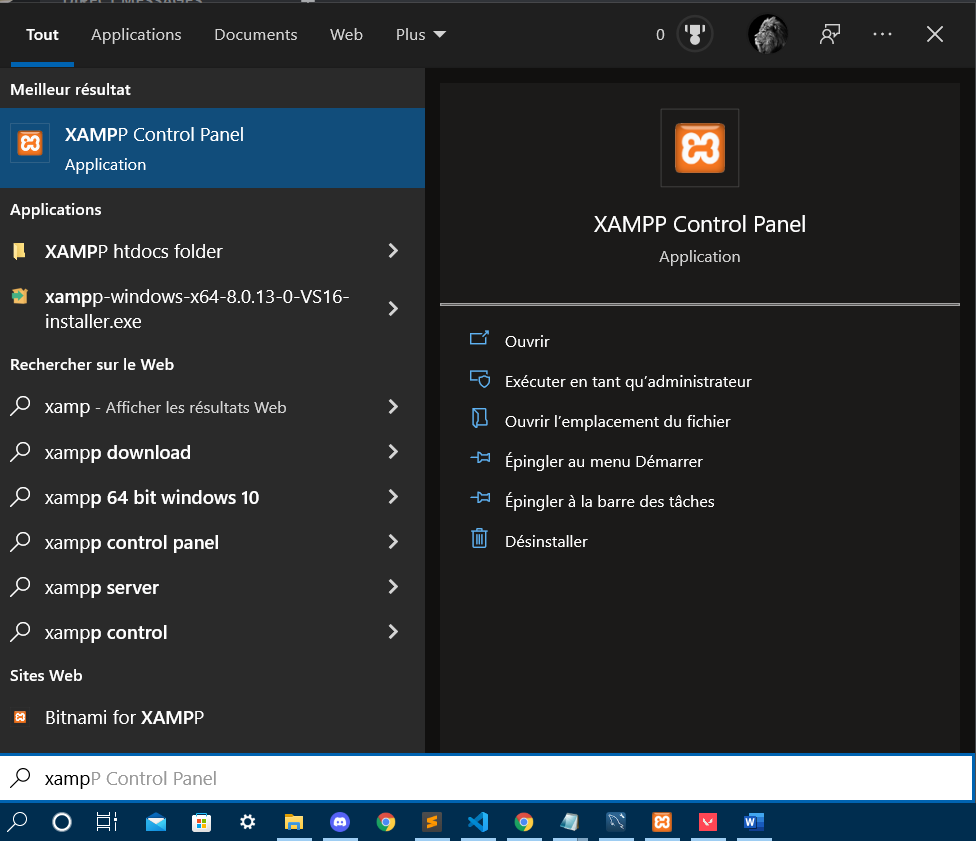 DIRECT MESSAGES
Tout Applications Documents Web Plus 0
Meilleur résultat
XAMPP Control Panel
Application
Applications
XAMPP htdocs folder
xampp-windows-x64-8.0.13-0-VS16-
installer.exe
Rechercher sur le Web
xamp - Afficher les résultats Web
xampp download
xampp 64 bit windows 10
xampp control panel
xampp server
xampp control
Sites Web
Bitnami for XAMPP
XAMPP Control Panel
Application
Ouvrir
Exécuter en tant qu'administrateur
Ouvrir l'emplacement du fichier
Épingler au menu Démarrer
Épingler à la barre des tâches
Désinstaller
xampP Control Panel